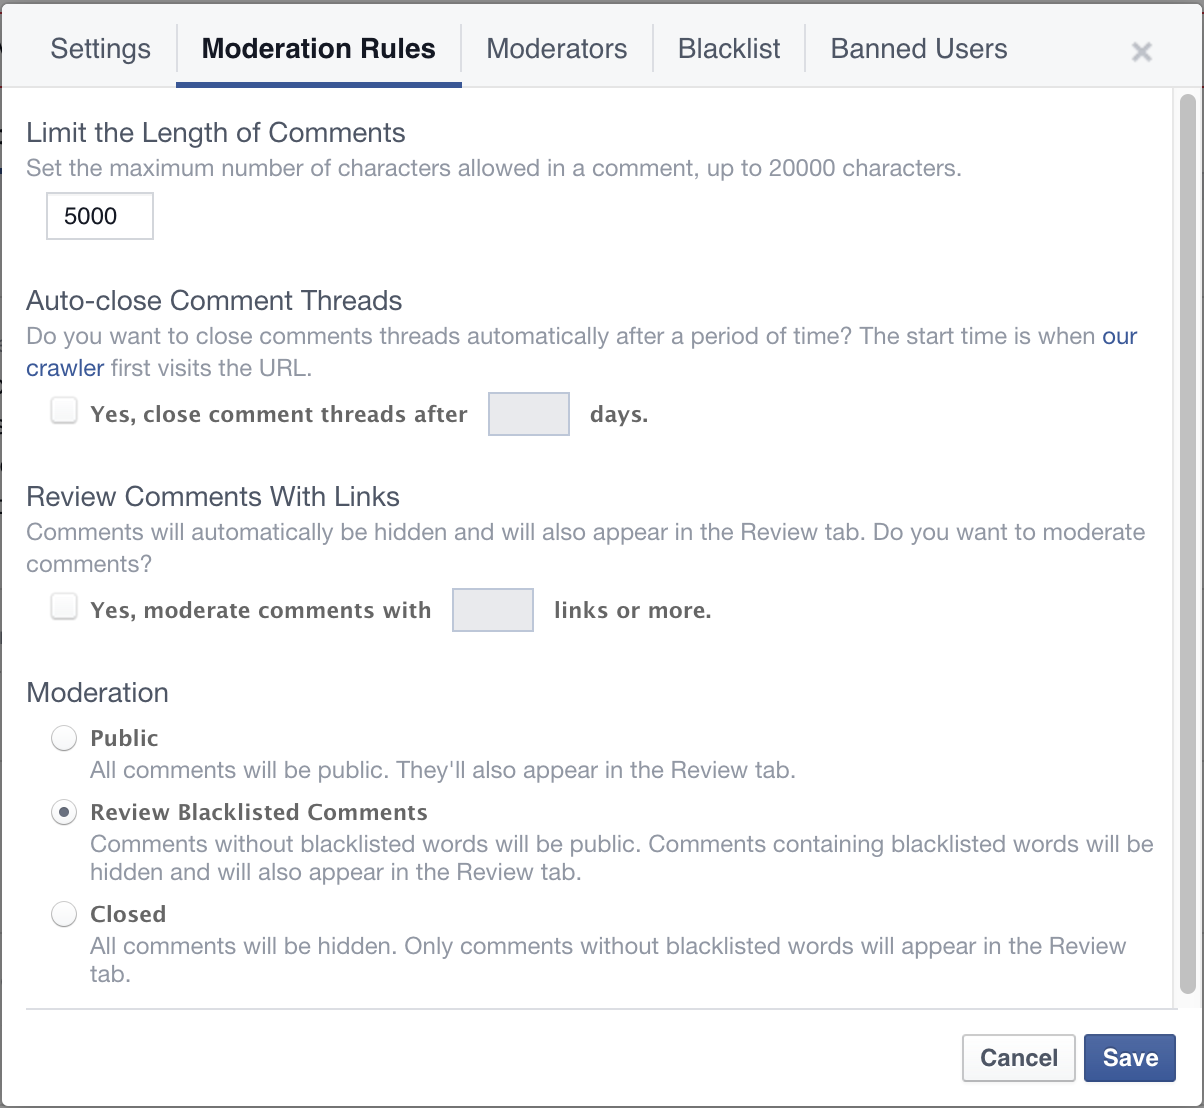 Settings
Moderation Rules
Moderators
Blacklist
Banned Users
Limit the Length of Comments
Set the maximum number of characters allowed in a comment, up to 20000 characters.
5000
Auto-close Comment Threads
Do you want to close comments threads automatically after a period of time? The start time is when our
crawler first visits the URL.
Yes, close comment threads after days.
Review Comments With Links
Comments will automatically be hidden and will also appear in the Review tab. Do you want to moderate
comments?
Yes, moderate comments with links or more.
Moderation
Public
All comments will be public. They'll also appear in the Review tab.
Review Blacklisted Comments
Comments without blacklisted words will be public. Comments containing blacklisted words will be
hidden and will also appear in the Review tab.
Closed
All comments will be hidden. Only comments without blacklisted words will appear in the Review
tab.
Cancel
Save